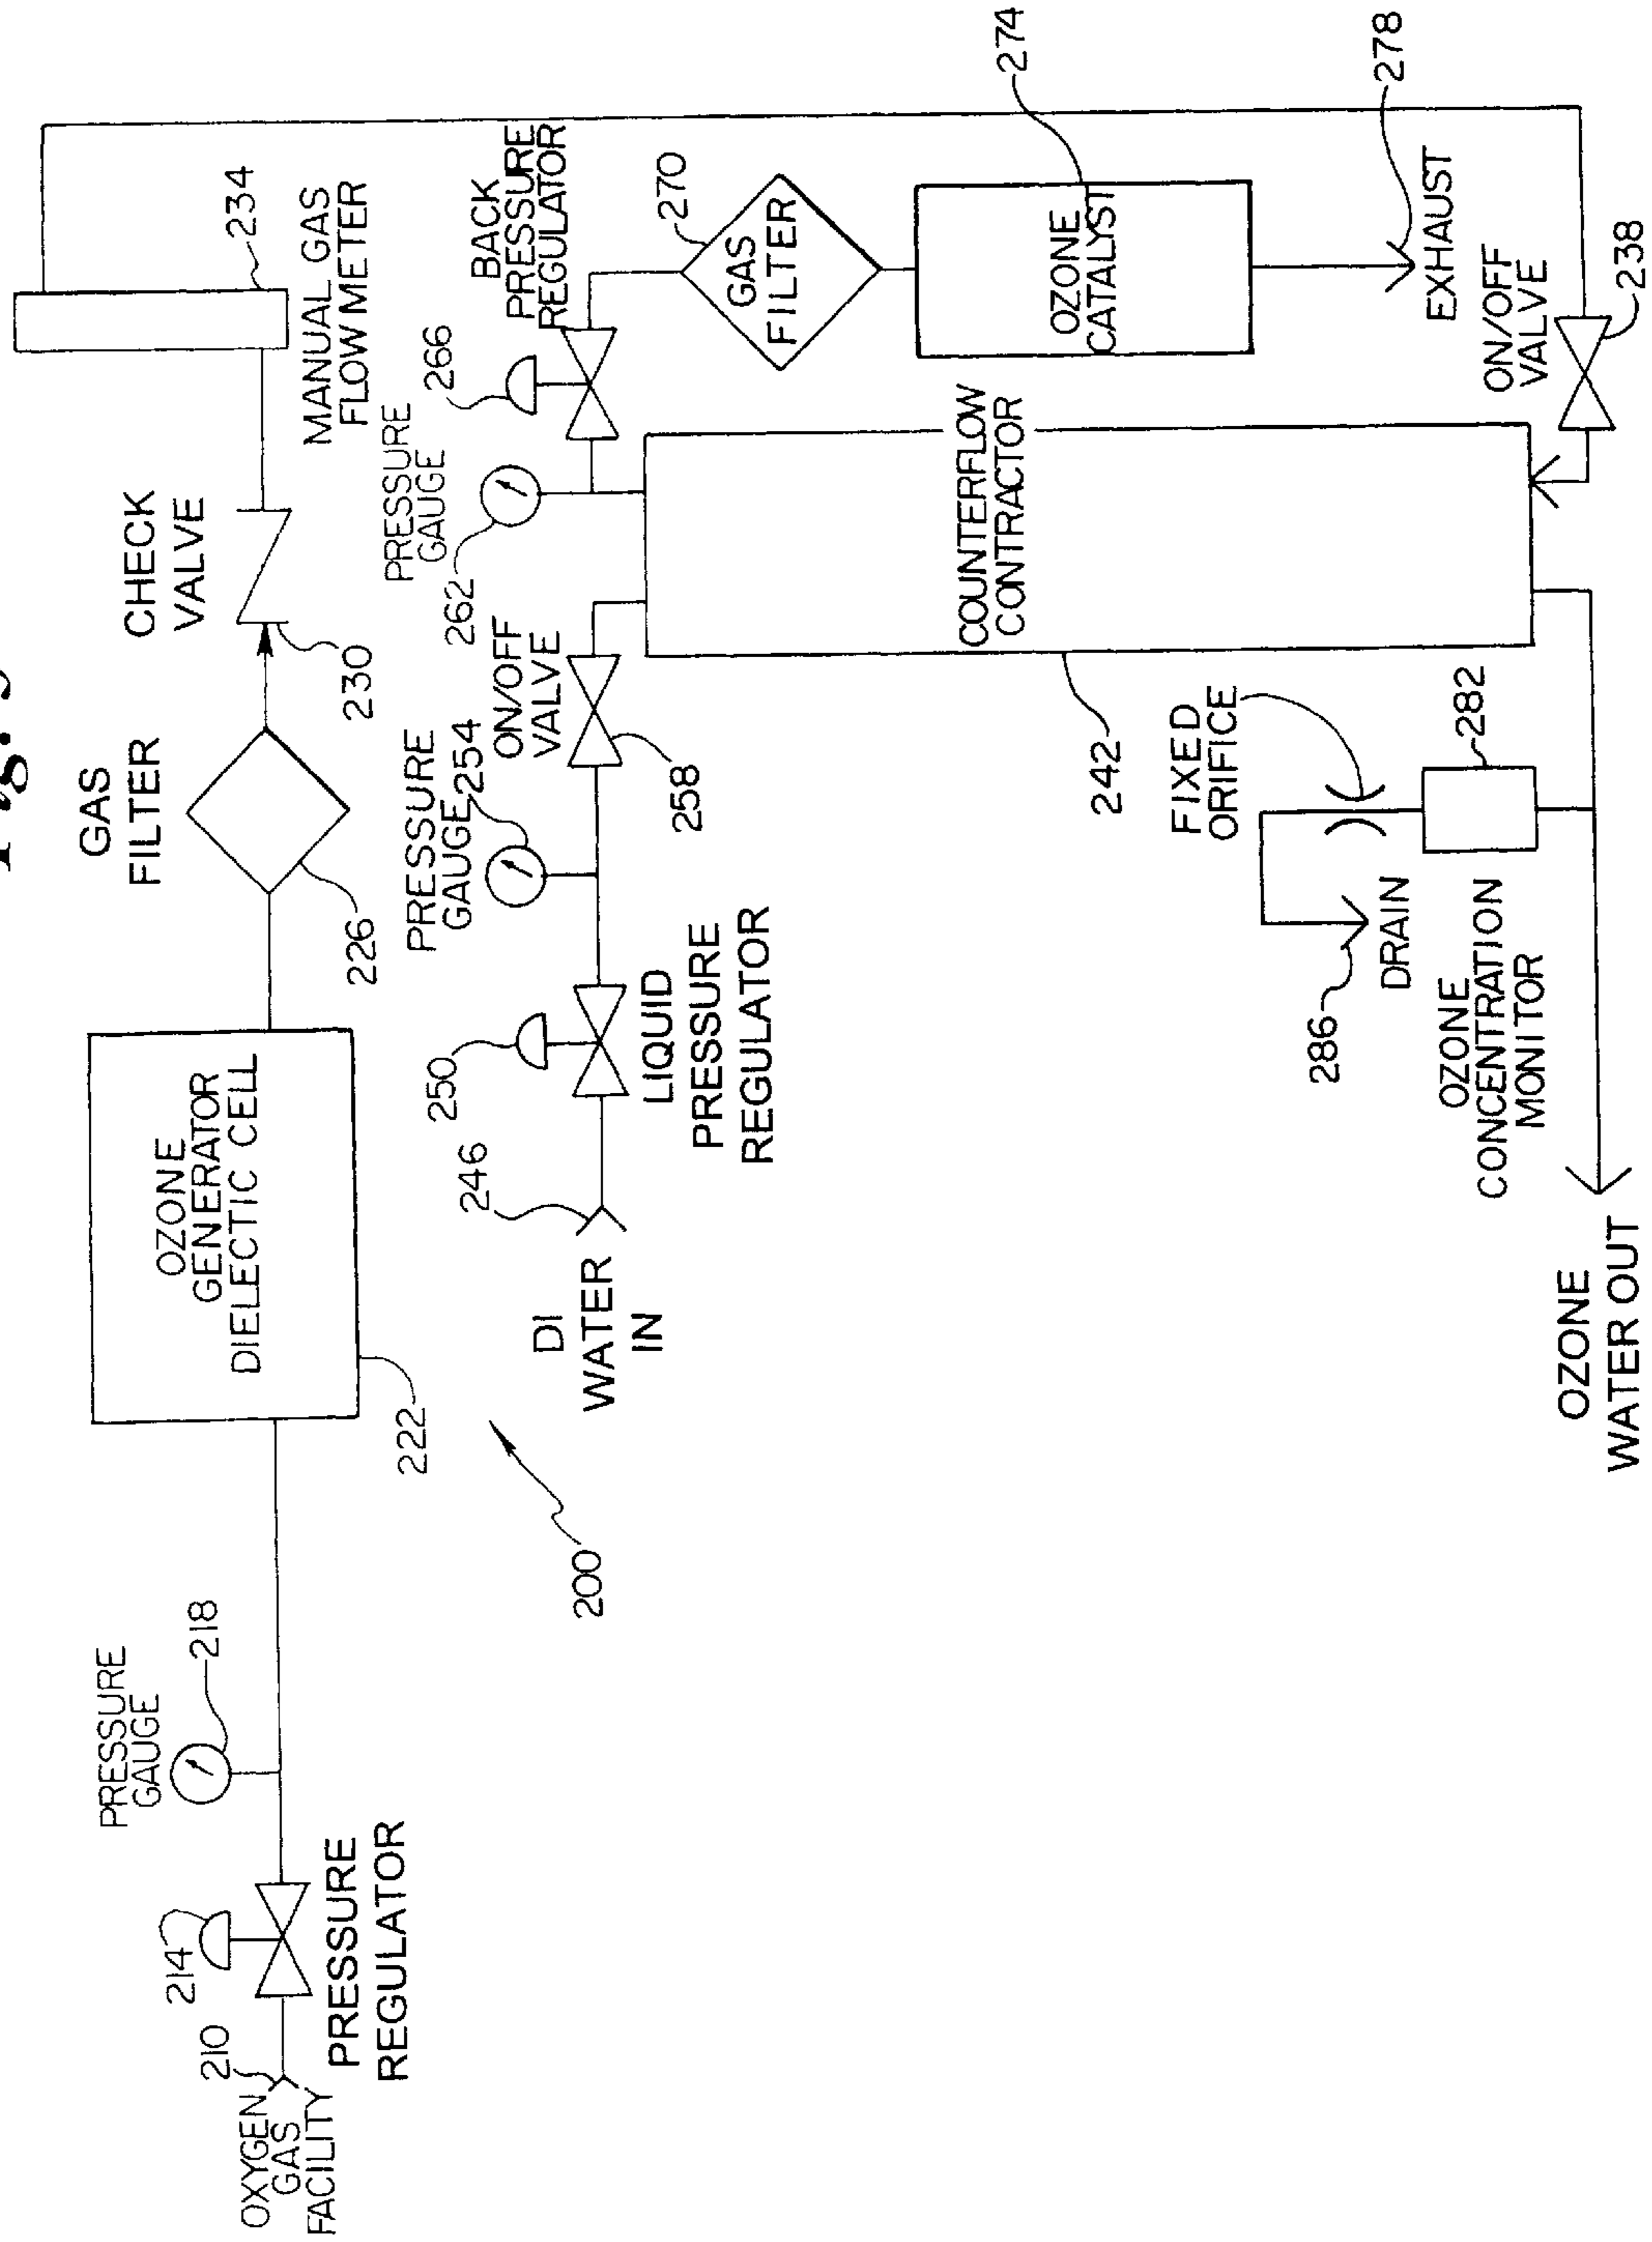 OXYGEN
GAS
FACILITY
210
214
PRESSURE
REGULATOR
PRESSURE
GAUGE
218
OZONE
GENERATOR
DIELECTIC CELL
222
GAS
FILTER
226
CHECK
VALVE
230
MANUAL GAS
FLOW METER
234
200
DI
WATER
IN
246
250
LIQUID
PRESSURE
REGULATOR
PRESSURE
GAUGE
254
ON/OFF
VALVE
258
PRESSURE
GAUGE
262
266
BACK
PRESSURE
REGULATOR
270
GAS
FILTER
OZONE
CATALYST
274
EXHAUST
278
COUNTERFLOW
CONTRACTOR
242
ON/OFF
VALVE
238
FIXED
ORIFICE
282
286
DRAIN
OZONE
CONCENTRATION
MONITOR
OZONE
WATER OUT